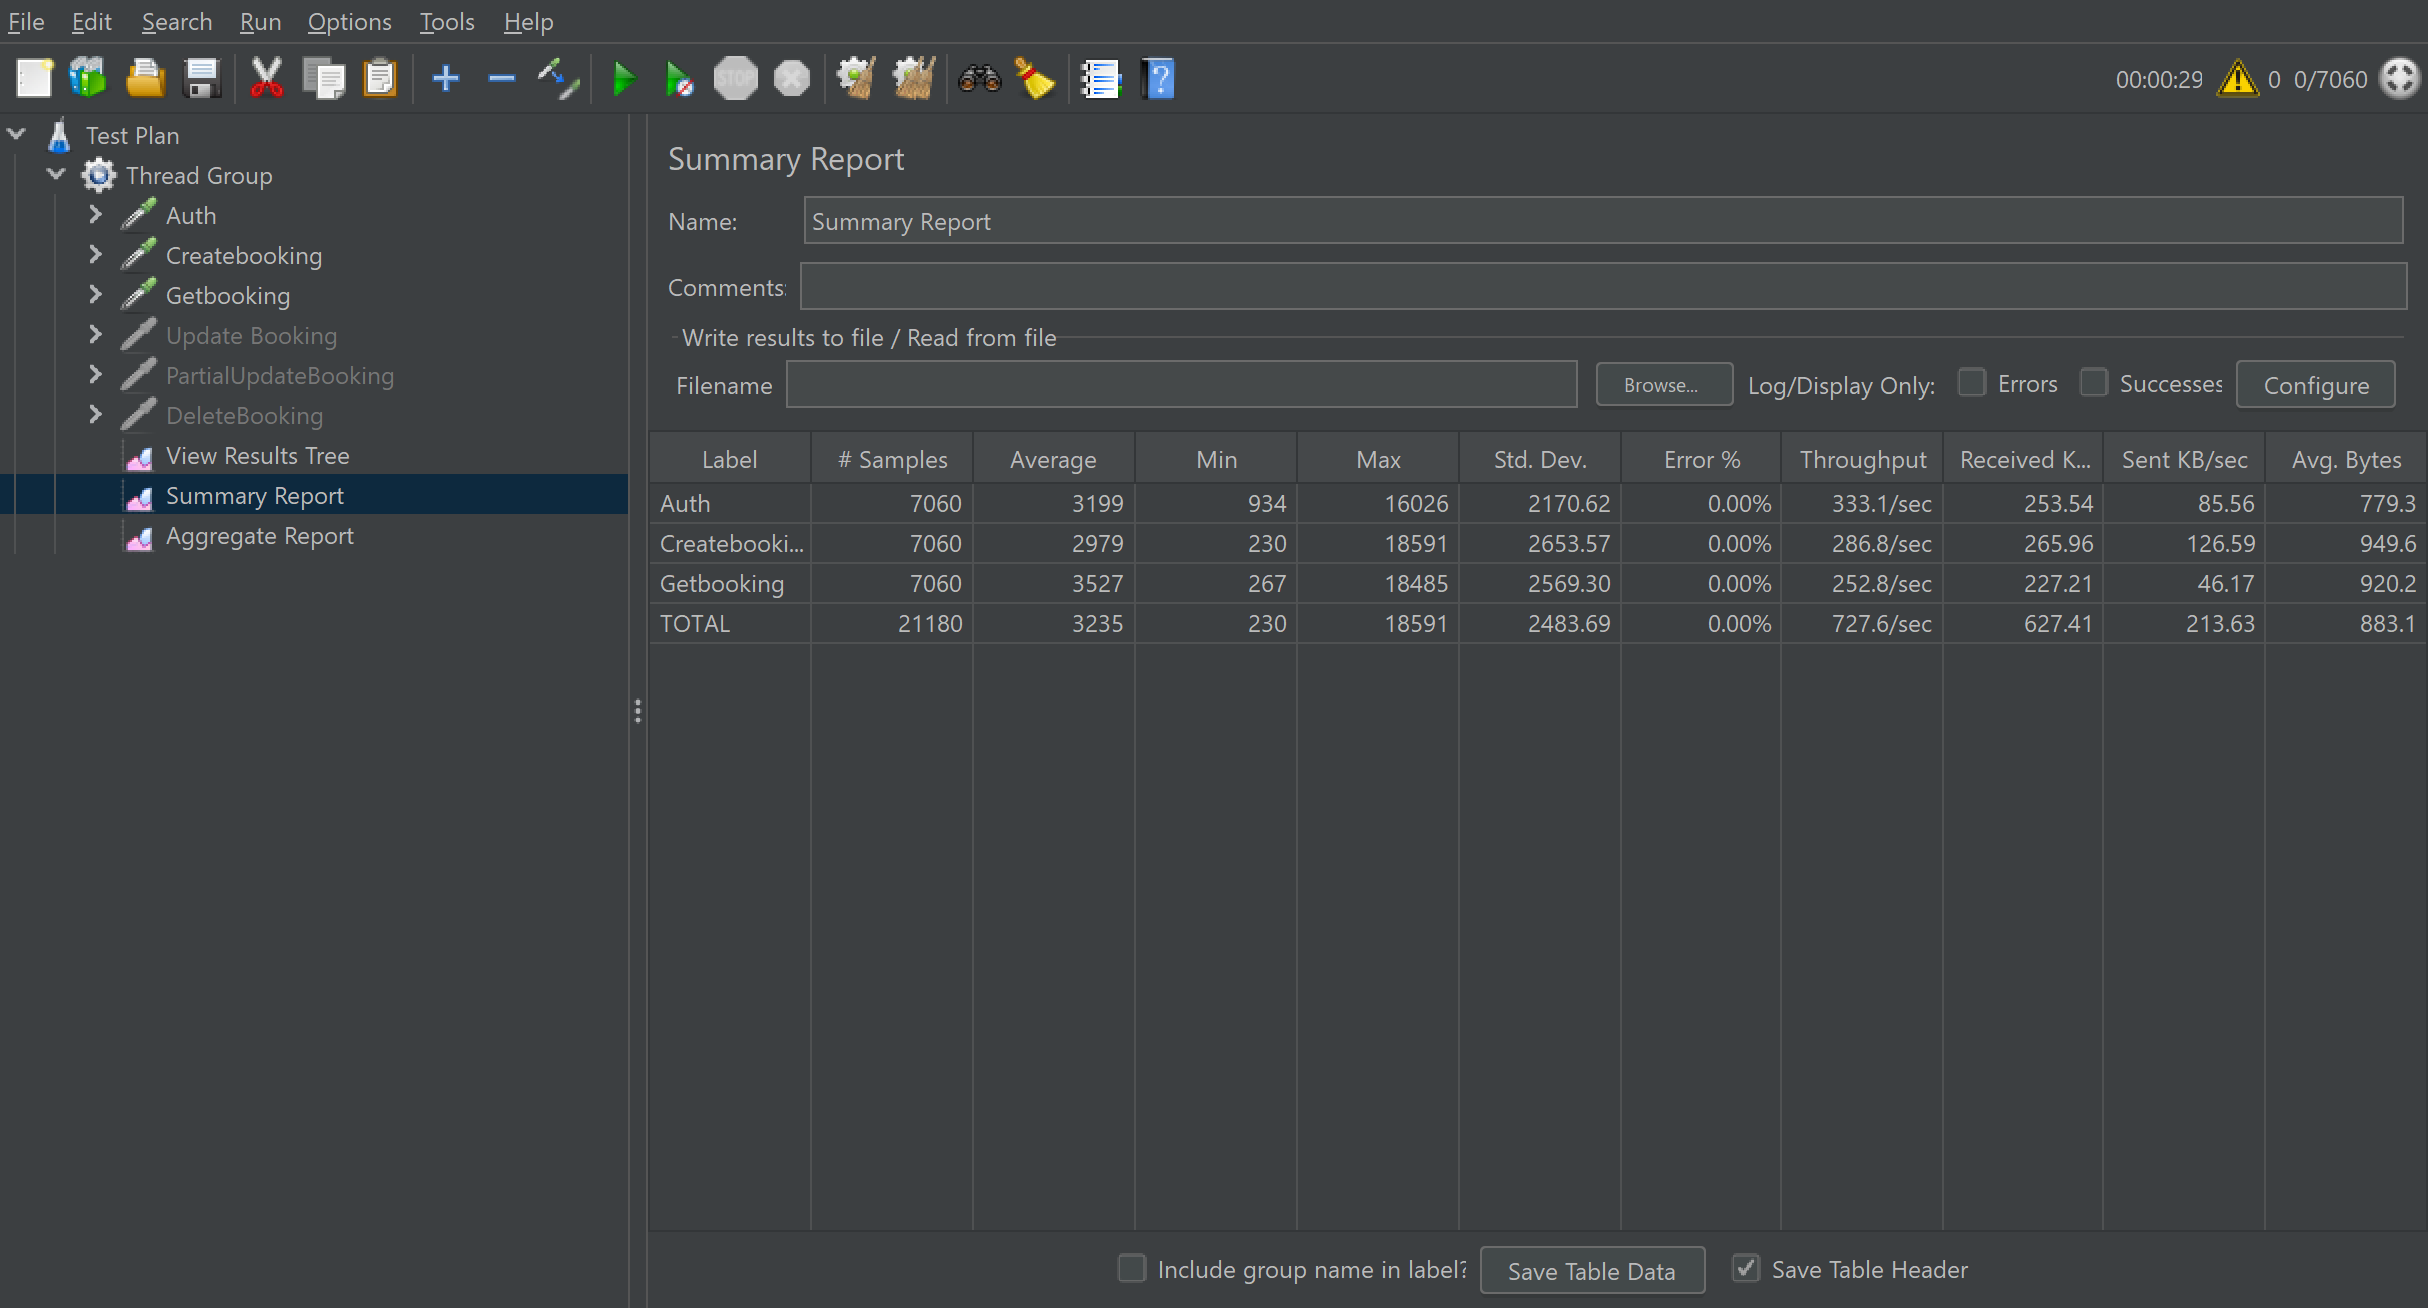 File Edit Search Run Options Tools Help
STOP
00:00:29 0 0/7060
Test Plan
Thread Group
Auth
Createbooking
Getbooking
Update Booking
PartialUpdateBooking
DeleteBooking
View Results Tree
Summary Report
Aggregate Report
Summary Report
Name: Summary Report
Comments:
Write results to file / Read from file
Filename Browse... Log/Display Only: Errors Successes Configure
Label # Samples Average Min Max Std. Dev. Error % Throughput Received K... Sent KB/sec Avg. Bytes
Auth 7060 3199 934 16026 2170.62 0.00% 333.1/sec 253.54 85.56 779.3
Createbooki... 7060 2979 230 18591 2653.57 0.00% 286.8/sec 265.96 126.59 949.6
Getbooking 7060 3527 267 18485 2569.30 0.00% 252.8/sec 227.21 46.17 920.2
TOTAL 21180 3235 230 18591 2483.69 0.00% 727.6/sec 627.41 213.63 883.1
Include group name in label? Save Table Data Save Table Header